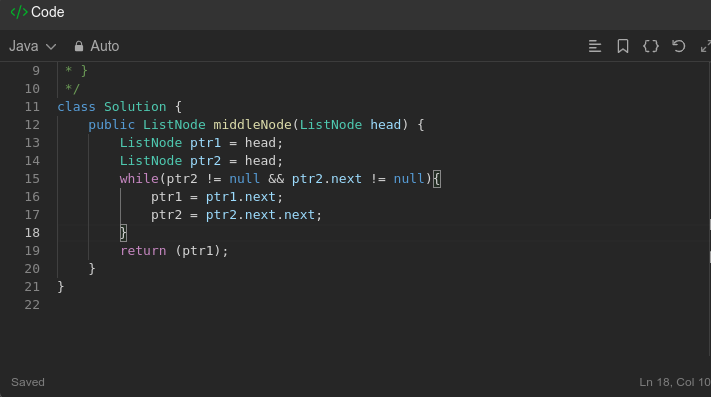 </> Code
Java Auto
9 * }
10 */
11 class Solution {
12 public ListNode middleNode(ListNode head) {
13 ListNode ptr1 = head;
14 ListNode ptr2 = head;
15 while(ptr2 != null && ptr2.next != null){
16 ptr1 = ptr1.next;
17 ptr2 = ptr2.next.next;
18 }
19 return (ptr1);
20 }
21 }
22
Saved Ln 18, Col 10